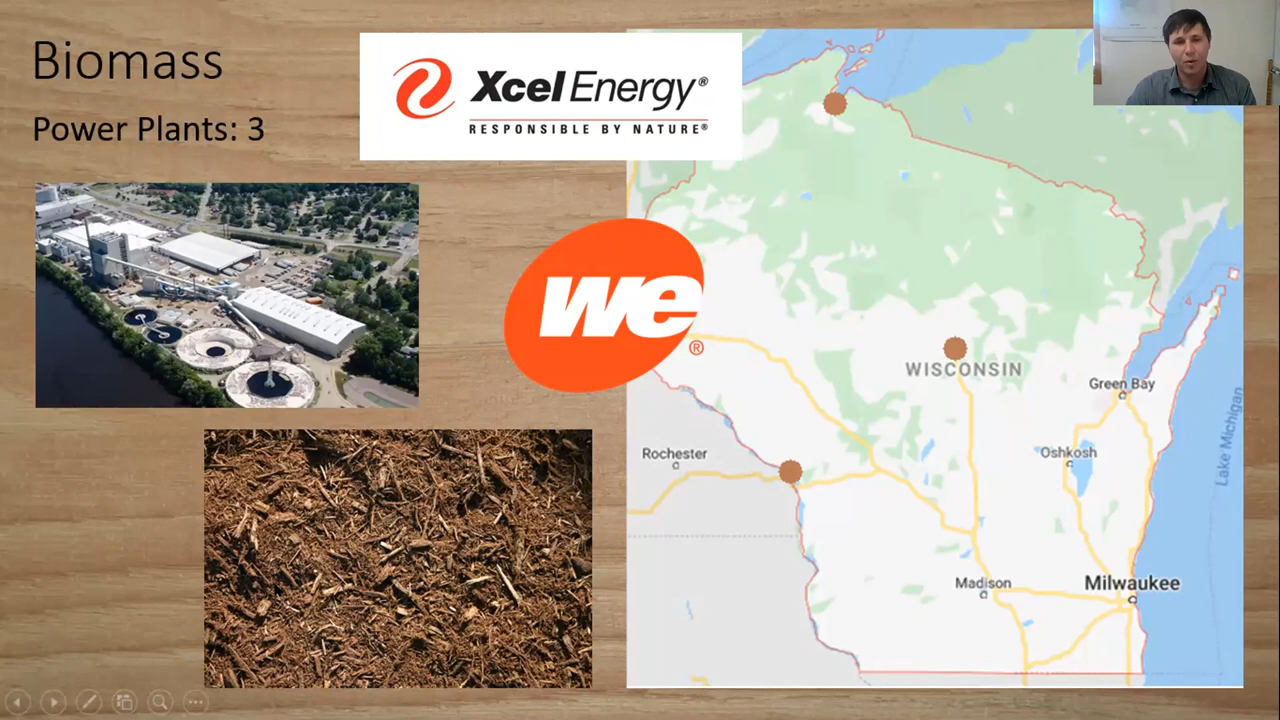 Biomass
Power Plants: 3
Xcel Energy®
RESPONSIBLE BY NATURE®
we®
WISCONSIN
Green Bay
Rochester
Oshkosh
Lake Michigan
Madison
Milwaukee